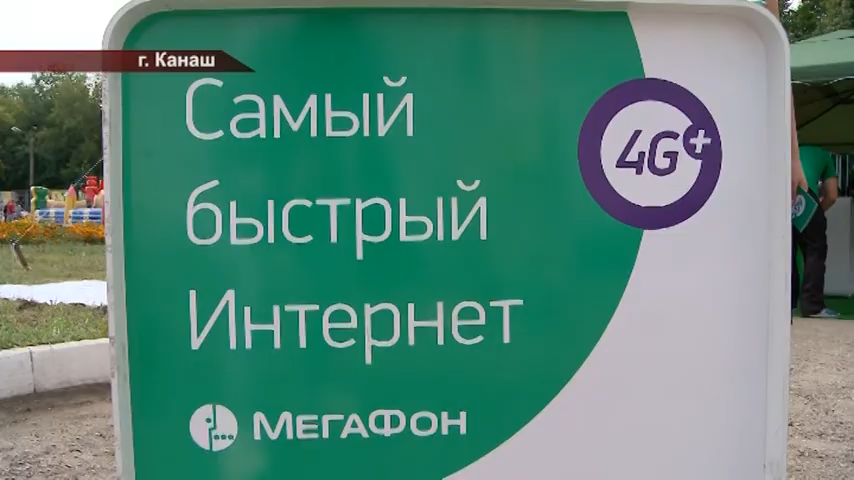 г. Канаш
Самый
быстрый
Интернет
4G+
МЕГАФОН